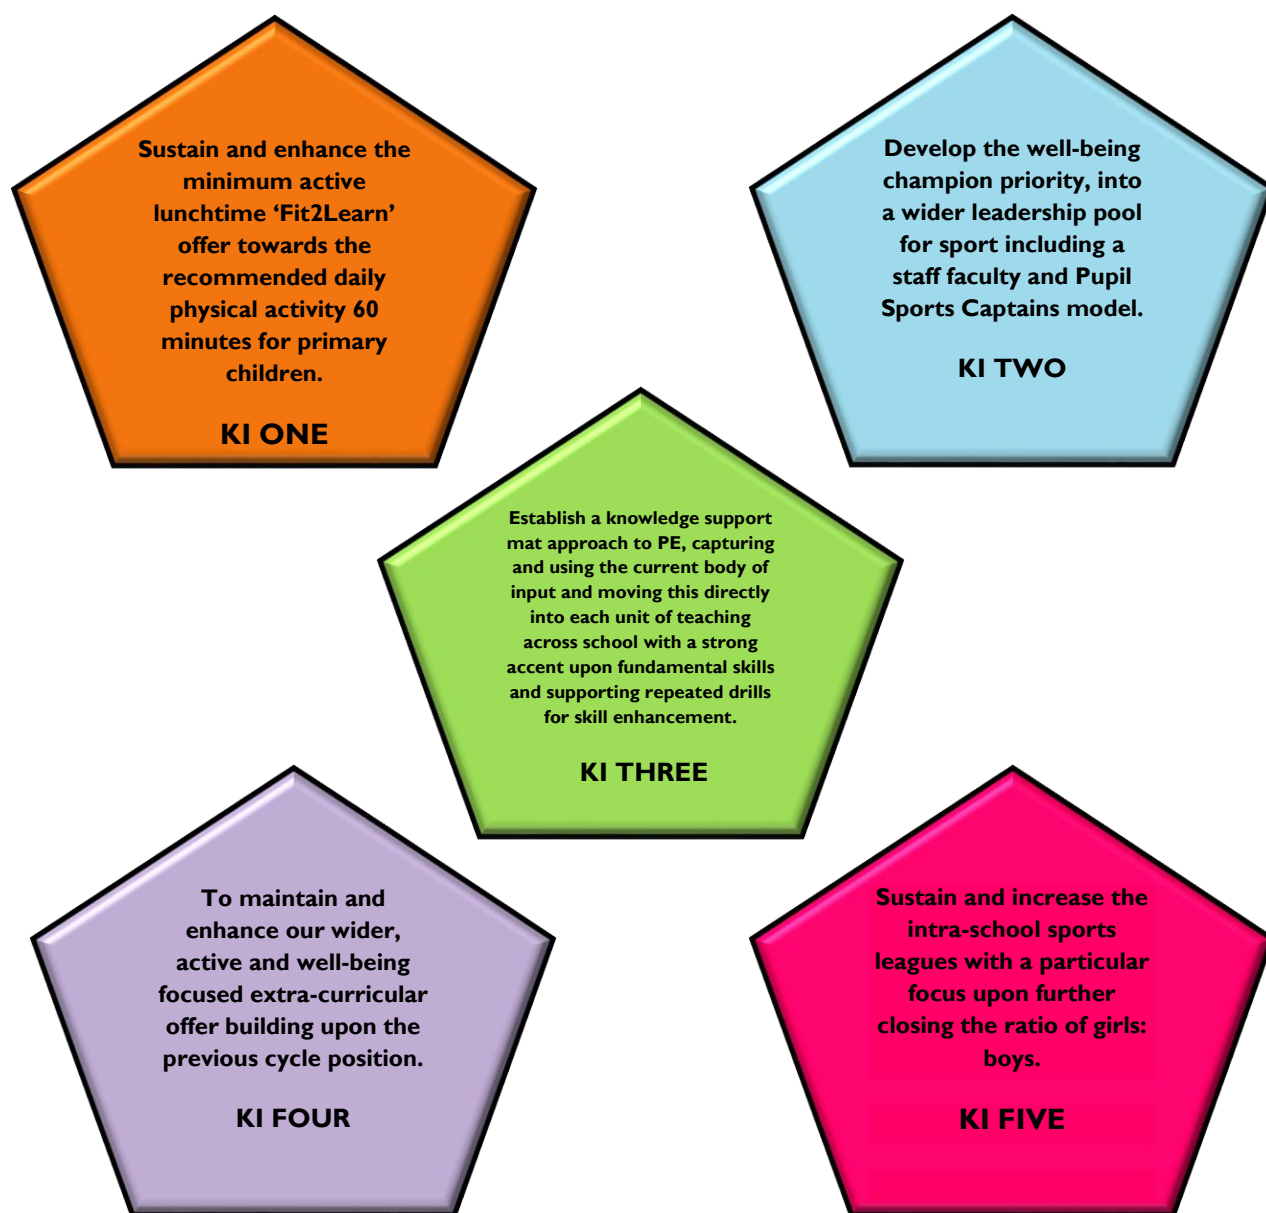 Sustain and enhance the
minimum active
lunchtime ‘Fit2Learn’
offer towards the
recommended daily
physical activity 60
minutes for primary
children.
KI ONE
Develop the well-being
champion priority, into
a wider leadership pool
for sport including a
staff faculty and Pupil
Sports Captains model.
KI TWO
Establish a knowledge support
mat approach to PE, capturing
and using the current body of
input and moving this directly
into each unit of teaching
across school with a strong
accent upon fundamental skills
and supporting repeated drills
for skill enhancement.
KI THREE
To maintain and
enhance our wider,
active and well-being
focused extra-curricular
offer building upon the
previous cycle position.
KI FOUR
Sustain and increase the
intra-school sports
leagues with a particular
focus upon further
closing the ratio of girls:
boys.
KI FIVE